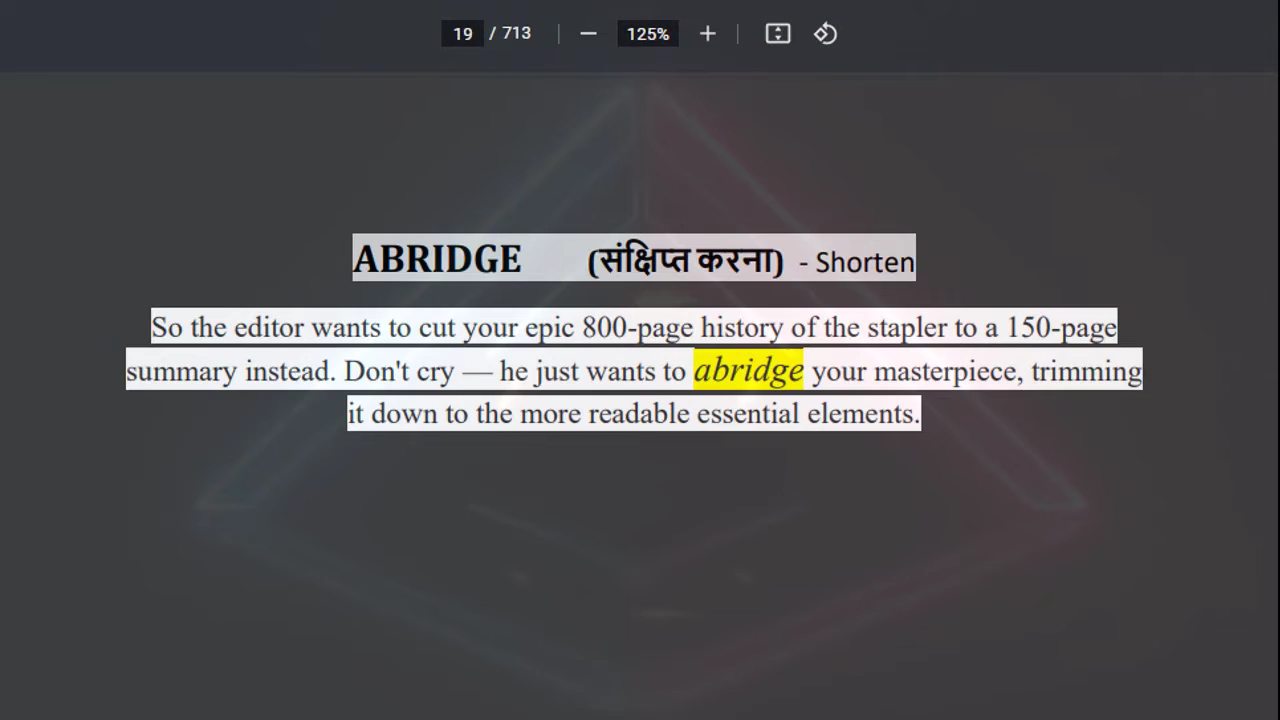 19 / 713 125%
ABRIDGE (संक्षिप्त करना) - Shorten
So the editor wants to cut your epic 800-page history of the stapler to a 150-page
summary instead. Don't cry — he just wants to abridge your masterpiece, trimming
it down to the more readable essential elements.